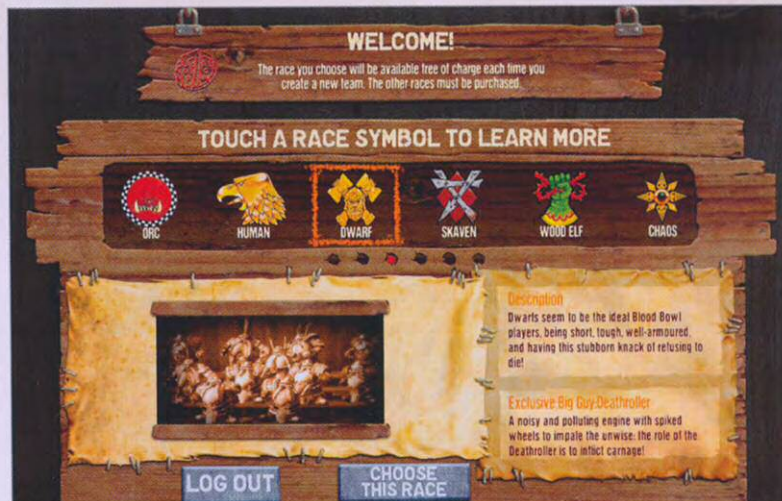 WELCOME!
The race you choose will be available free of charge each time you
create a new team. The other races must be purchased.
TOUCH A RACE SYMBOL TO LEARN MORE
ORC
HUMAN
DWARF
SKAVEN
WOOD ELF
CHAOS
Description
Dwarfs seem to be the ideal Blood Bowl
players, being short, tough, well-armoured,
and having this stubborn knack of refusing to
die!
Exclusive Big Guy:Deathroller
A noisy and polluting engine with spiked
wheels to impale the unwise: the role of the
Deathroller is to inflict carnage!
LOG OUT
CHOOSE
THIS RACE